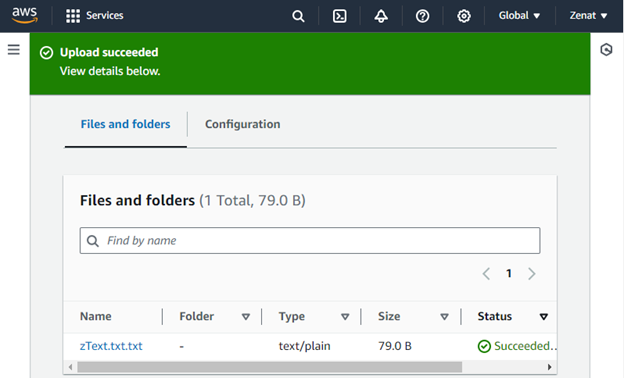 aws Services Global Zenat
Upload succeeded
View details below.
Files and folders Configuration
Files and folders (1 Total, 79.0 B)
Find by name
1
Name Folder Type Size Status
zText.txt.txt - text/plain 79.0 B Succeeded..